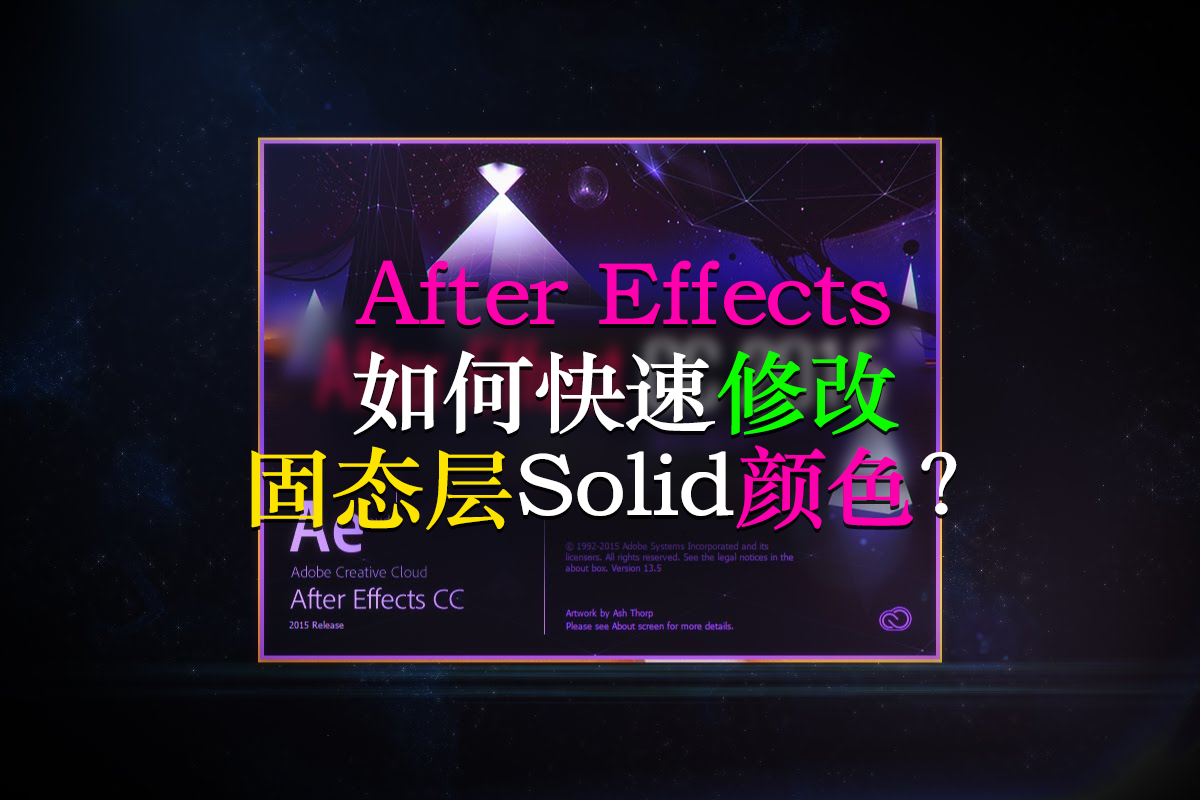 After Effects
如何快速修改
固态层Solid颜色?
Ae
Adobe Creative Cloud
After Effects CC
2015 Release
© 1992-2015 Adobe Systems Incorporated and its
licensors. All rights reserved. See the legal notices in the
about box. Version 13.5
Artwork by Ash Thorp
Please see About screen for more details.